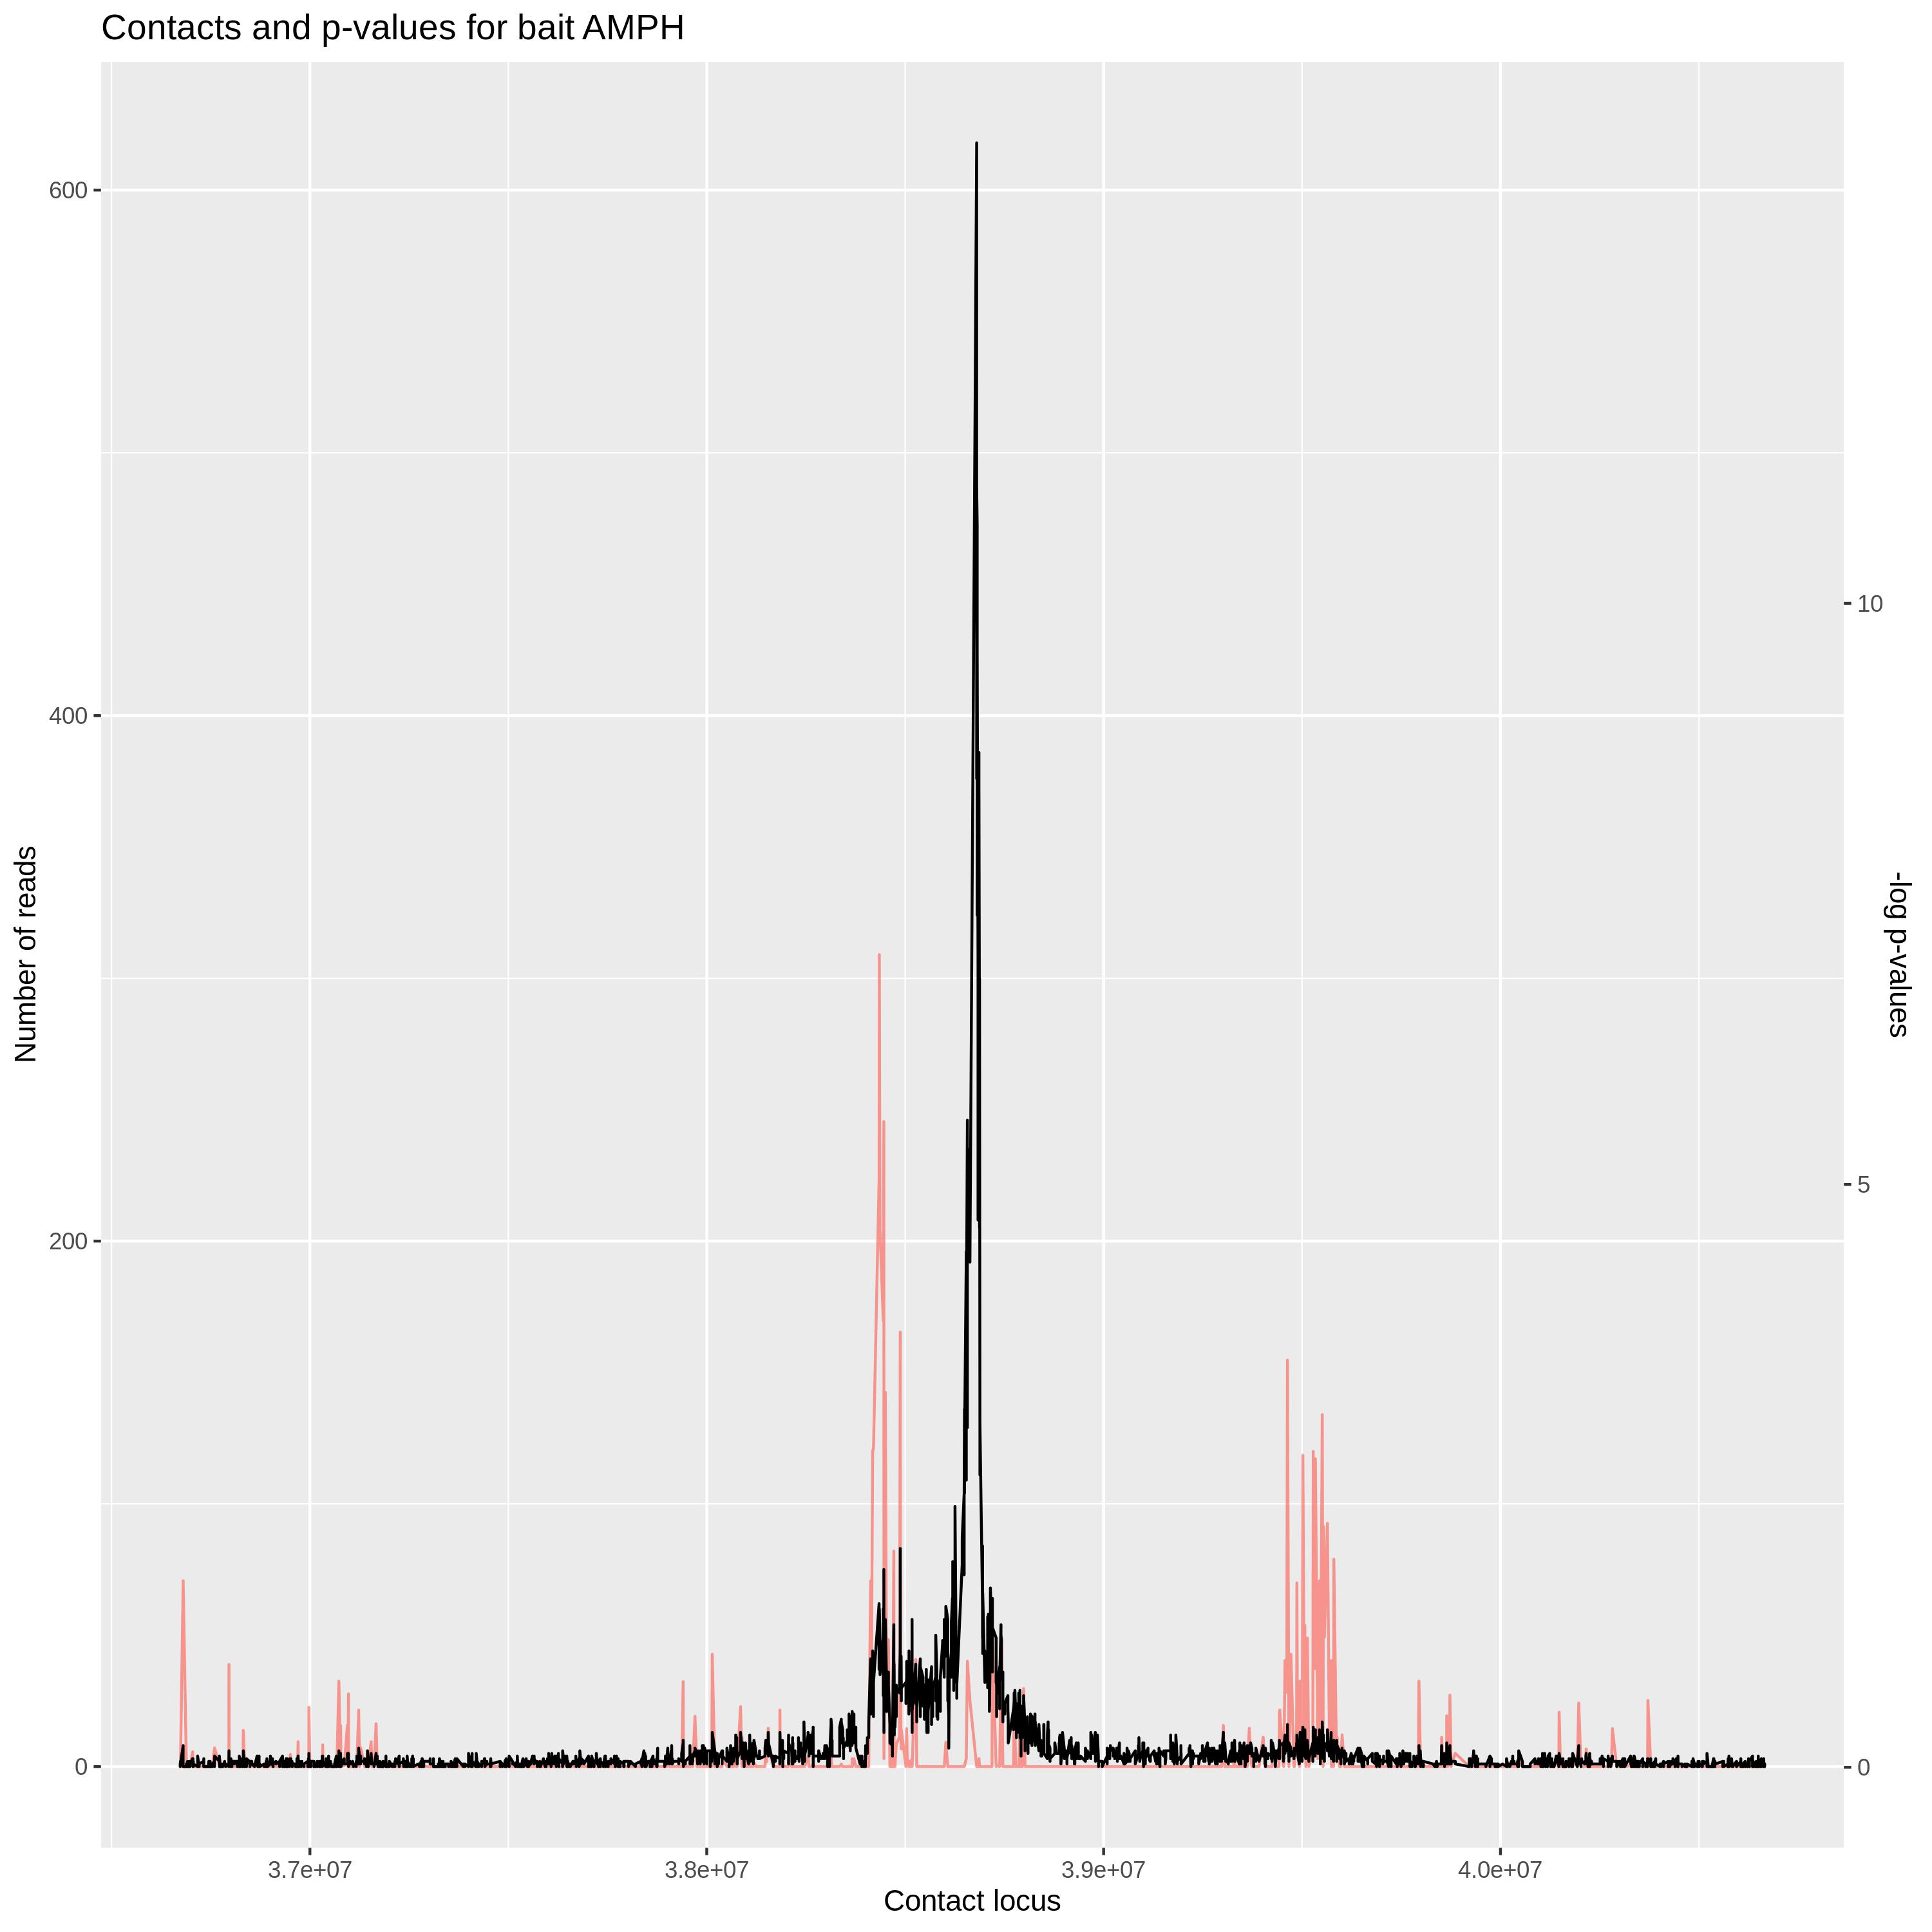 Contacts and p-values for bait AMPH
600
400
200
0
Number of reads
10
5
0
-log p-values
3.7e+07
3.8e+07
3.9e+07
4.0e+07
Contact locus